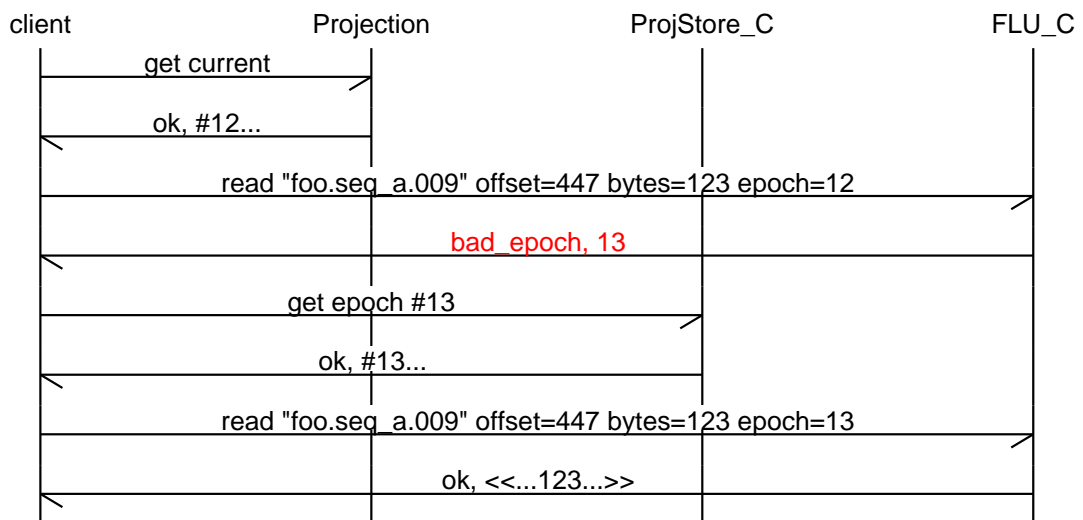 client Projection ProjStore_C FLU_C
get current
ok, #12...
read "foo.seq_a.009" offset=447 bytes=123 epoch=12
bad_epoch, 13
get epoch #13
ok, #13...
read "foo.seq_a.009" offset=447 bytes=123 epoch=13
ok, <<...123...>>